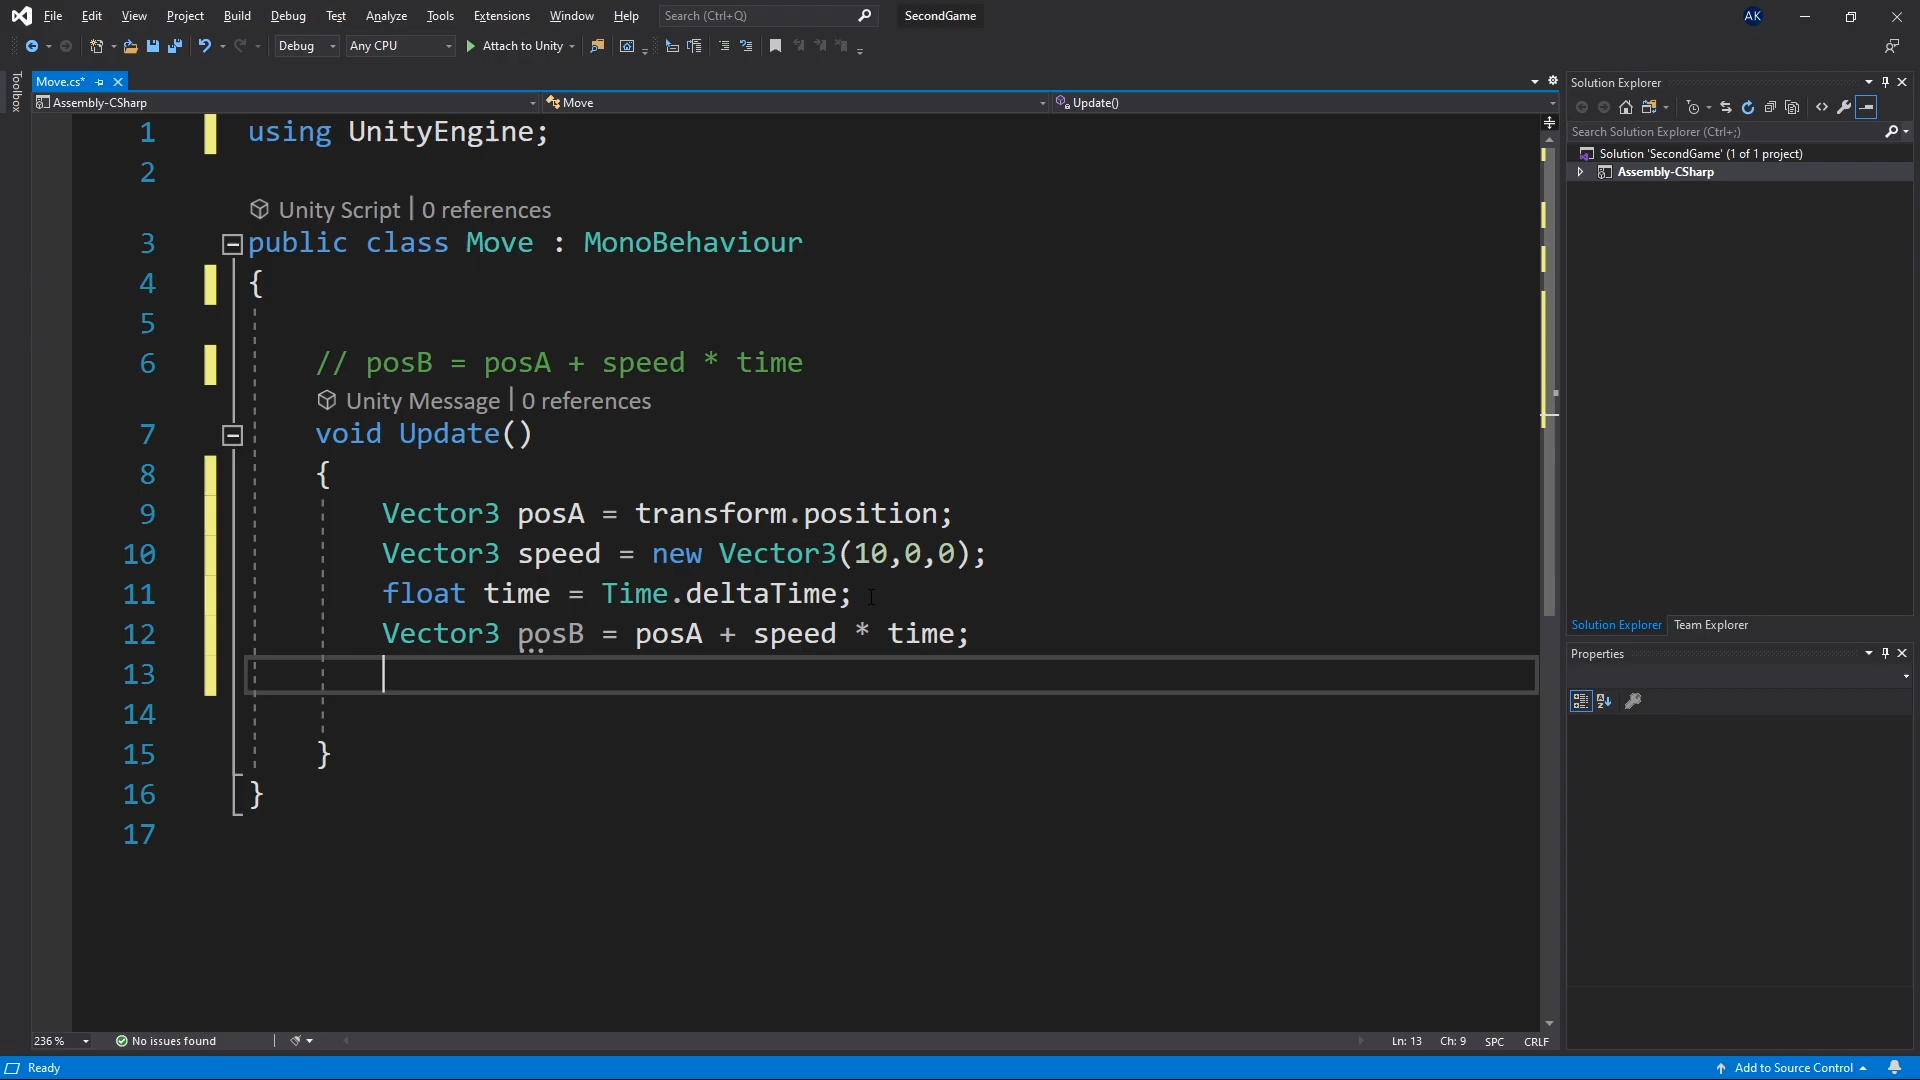 File Edit View Project Build Debug Test Analyze Tools Extensions Window Help Search (Ctrl+Q) SecondGame AK
Debug Any CPU Attach to Unity
Toolbox
Move.cs*
Assembly-CSharp Move Update()
1 using UnityEngine;
2
Unity Script | 0 references
3 public class Move : MonoBehaviour
4 {
5
6 // posB = posA + speed * time
Unity Message | 0 references
7 void Update()
8 {
9 Vector3 posA = transform.position;
10 Vector3 speed = new Vector3(10,0,0);
11 float time = Time.deltaTime;
12 Vector3 posB = posA + speed * time;
13
14
15 }
16 }
17
236 % No issues found Ln: 13 Ch: 9 SPC CRLF
Solution Explorer
Search Solution Explorer (Ctrl+;)
Solution 'SecondGame' (1 of 1 project)
Assembly-CSharp
Solution Explorer Team Explorer
Properties
Ready Add to Source Control